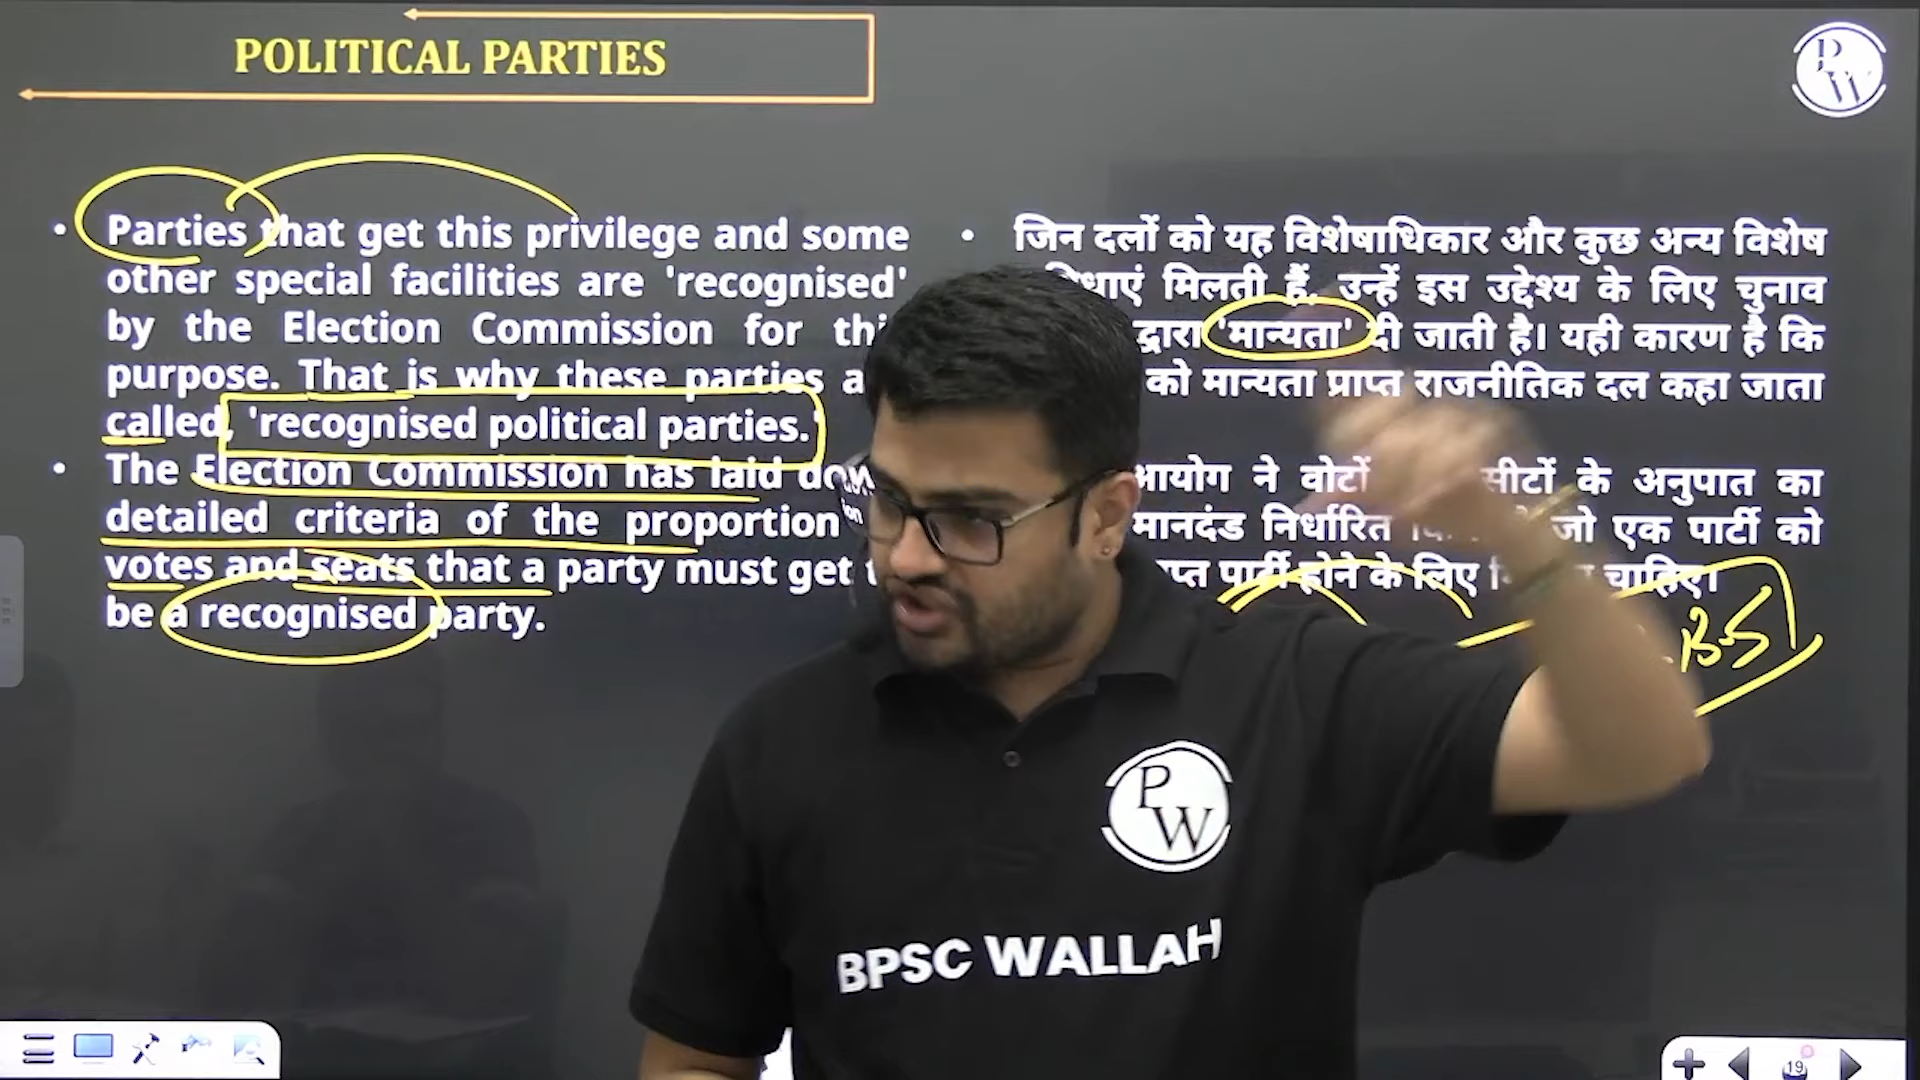 POLITICAL PARTIES
PW
Parties that get this privilege and some
other special facilities are 'recognised'
by the Election Commission for
purpose. That is why these parties
called, 'recognised political parties.'
The Election Commission has laid
detailed criteria of the proportion
votes and seats that a party must get
be a recognised party.
जिन दलों को यह विशेषाधिकार और कुछ अन्य विशेष
मिलती हैं, उन्हें इस उद्देश्य के लिए चुनाव
द्वारा 'मान्यता' दी जाती है। यही कारण है कि
को मान्यता प्राप्त राजनीतिक दल कहा जाता
आयोग ने वोटों सीटों के अनुपात का
मानदंड निर्धारित जो एक पार्टी को
पार्टी होने के लिए चाहिए।
PW
BPSC WALLAH
19